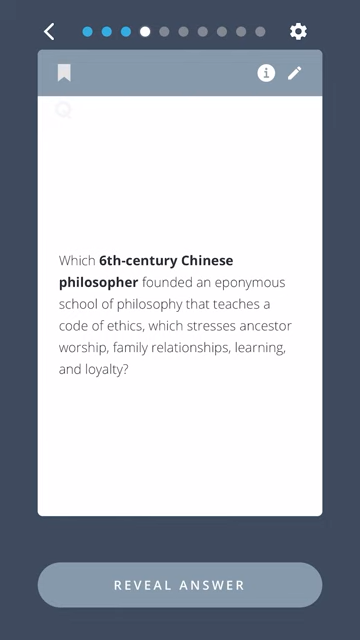 Q
Which 6th-century Chinese
philosopher founded an eponymous
school of philosophy that teaches a
code of ethics, which stresses ancestor
worship, family relationships, learning,
and loyalty?
REVEAL ANSWER